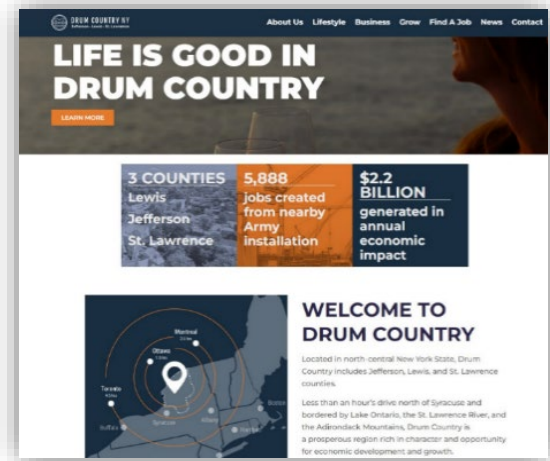 DRUM COUNTRY NY
Jefferson. Lewis. St. Lawrence
About Us Lifestyle Business Grow Find A Job News Contact
LIFE IS GOOD IN
DRUM COUNTRY
LEARN MORE
3 COUNTIES
Lewis
Jefferson
St. Lawrence
5,888
jobs created
from nearby
Army
installation
$2.2
BILLION
generated in
annual
economic
impact
Montreal
Ottawa
Toronto
Buffalo
Syracuse
Albany
Boston
WELCOME TO
DRUM COUNTRY
Located in north-central New York State, Drum
Country includes Jefferson, Lewis, and St. Lawrence
counties.
Less than an hour's drive north of Syracuse and
bordered by Lake Ontario, the St. Lawrence River, and
the Adirondack Mountains, Drum Country is
a prosperous region rich in character and opportunity
for economic development and growth.